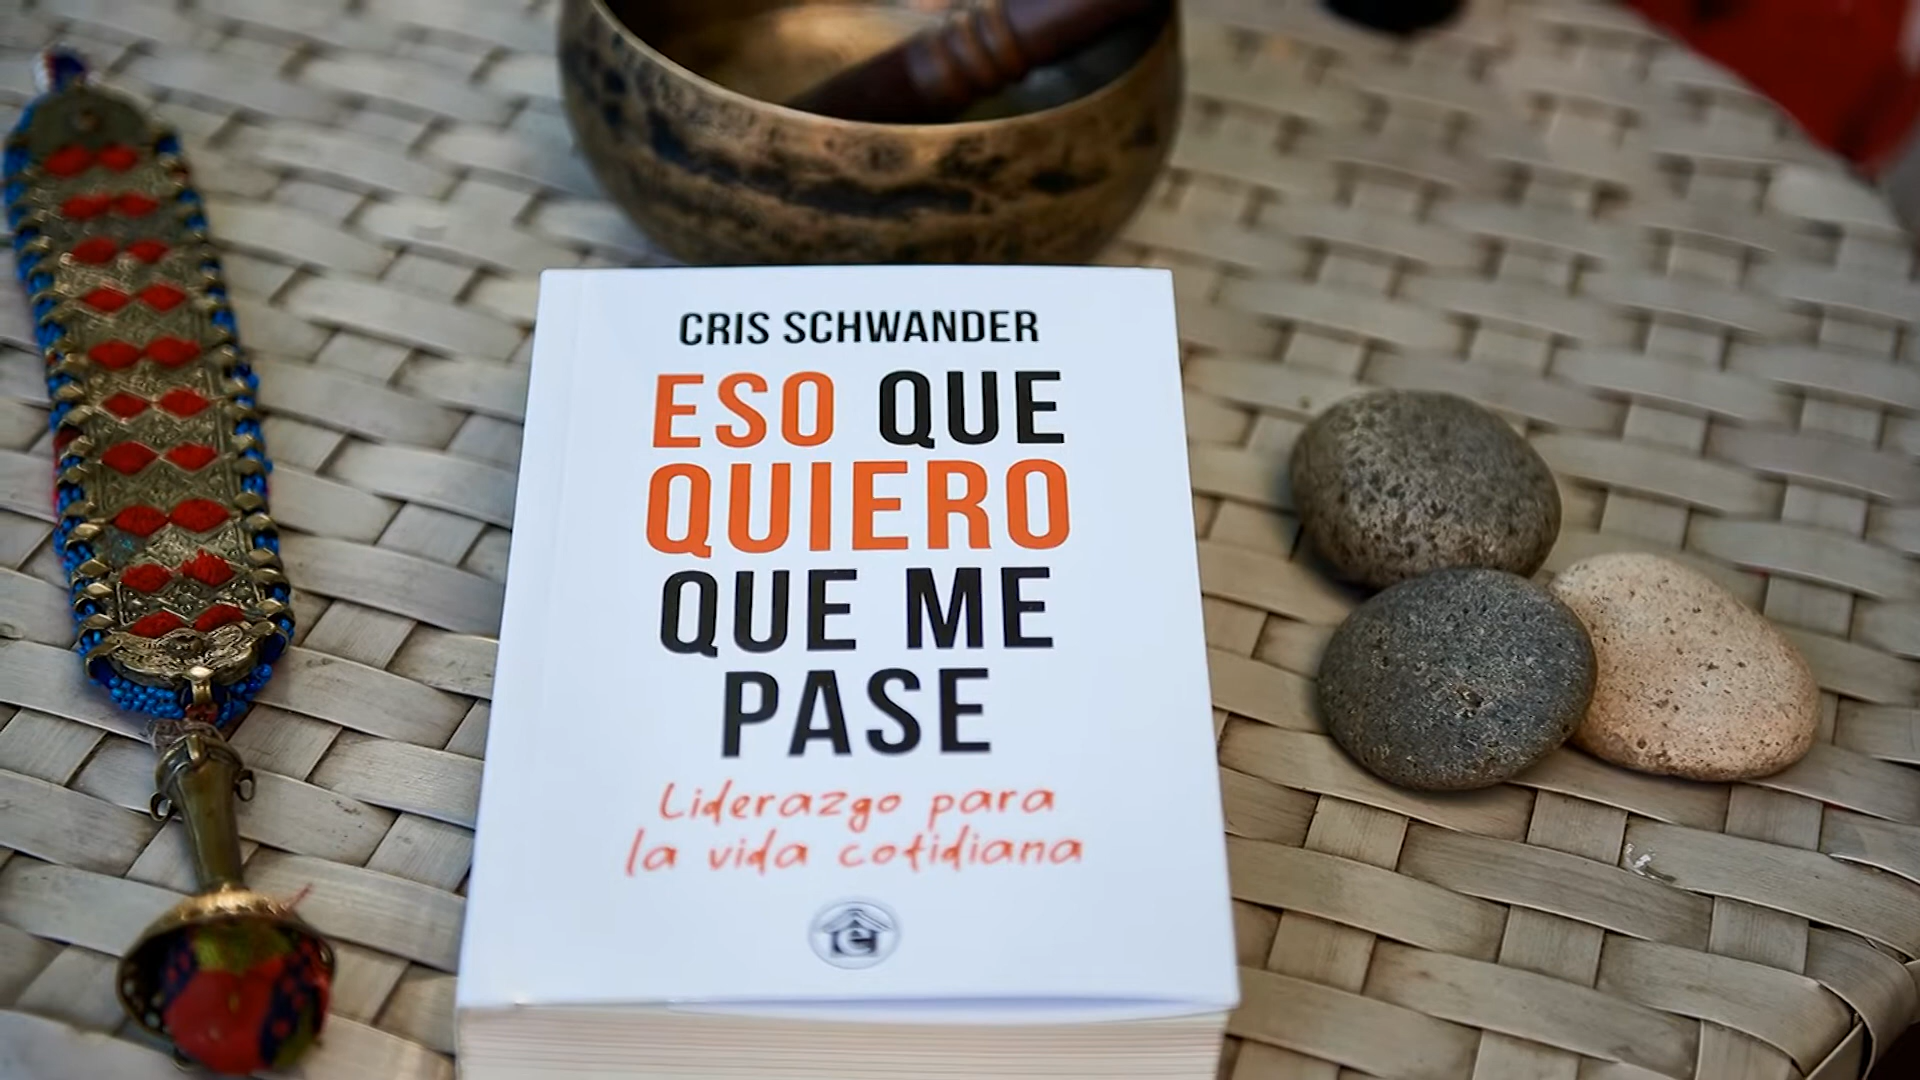 CRIS SCHWANDER
ESO QUE
QUIERO
QUE ME
PASE
Liderazgo para
la vida cotidiana
e